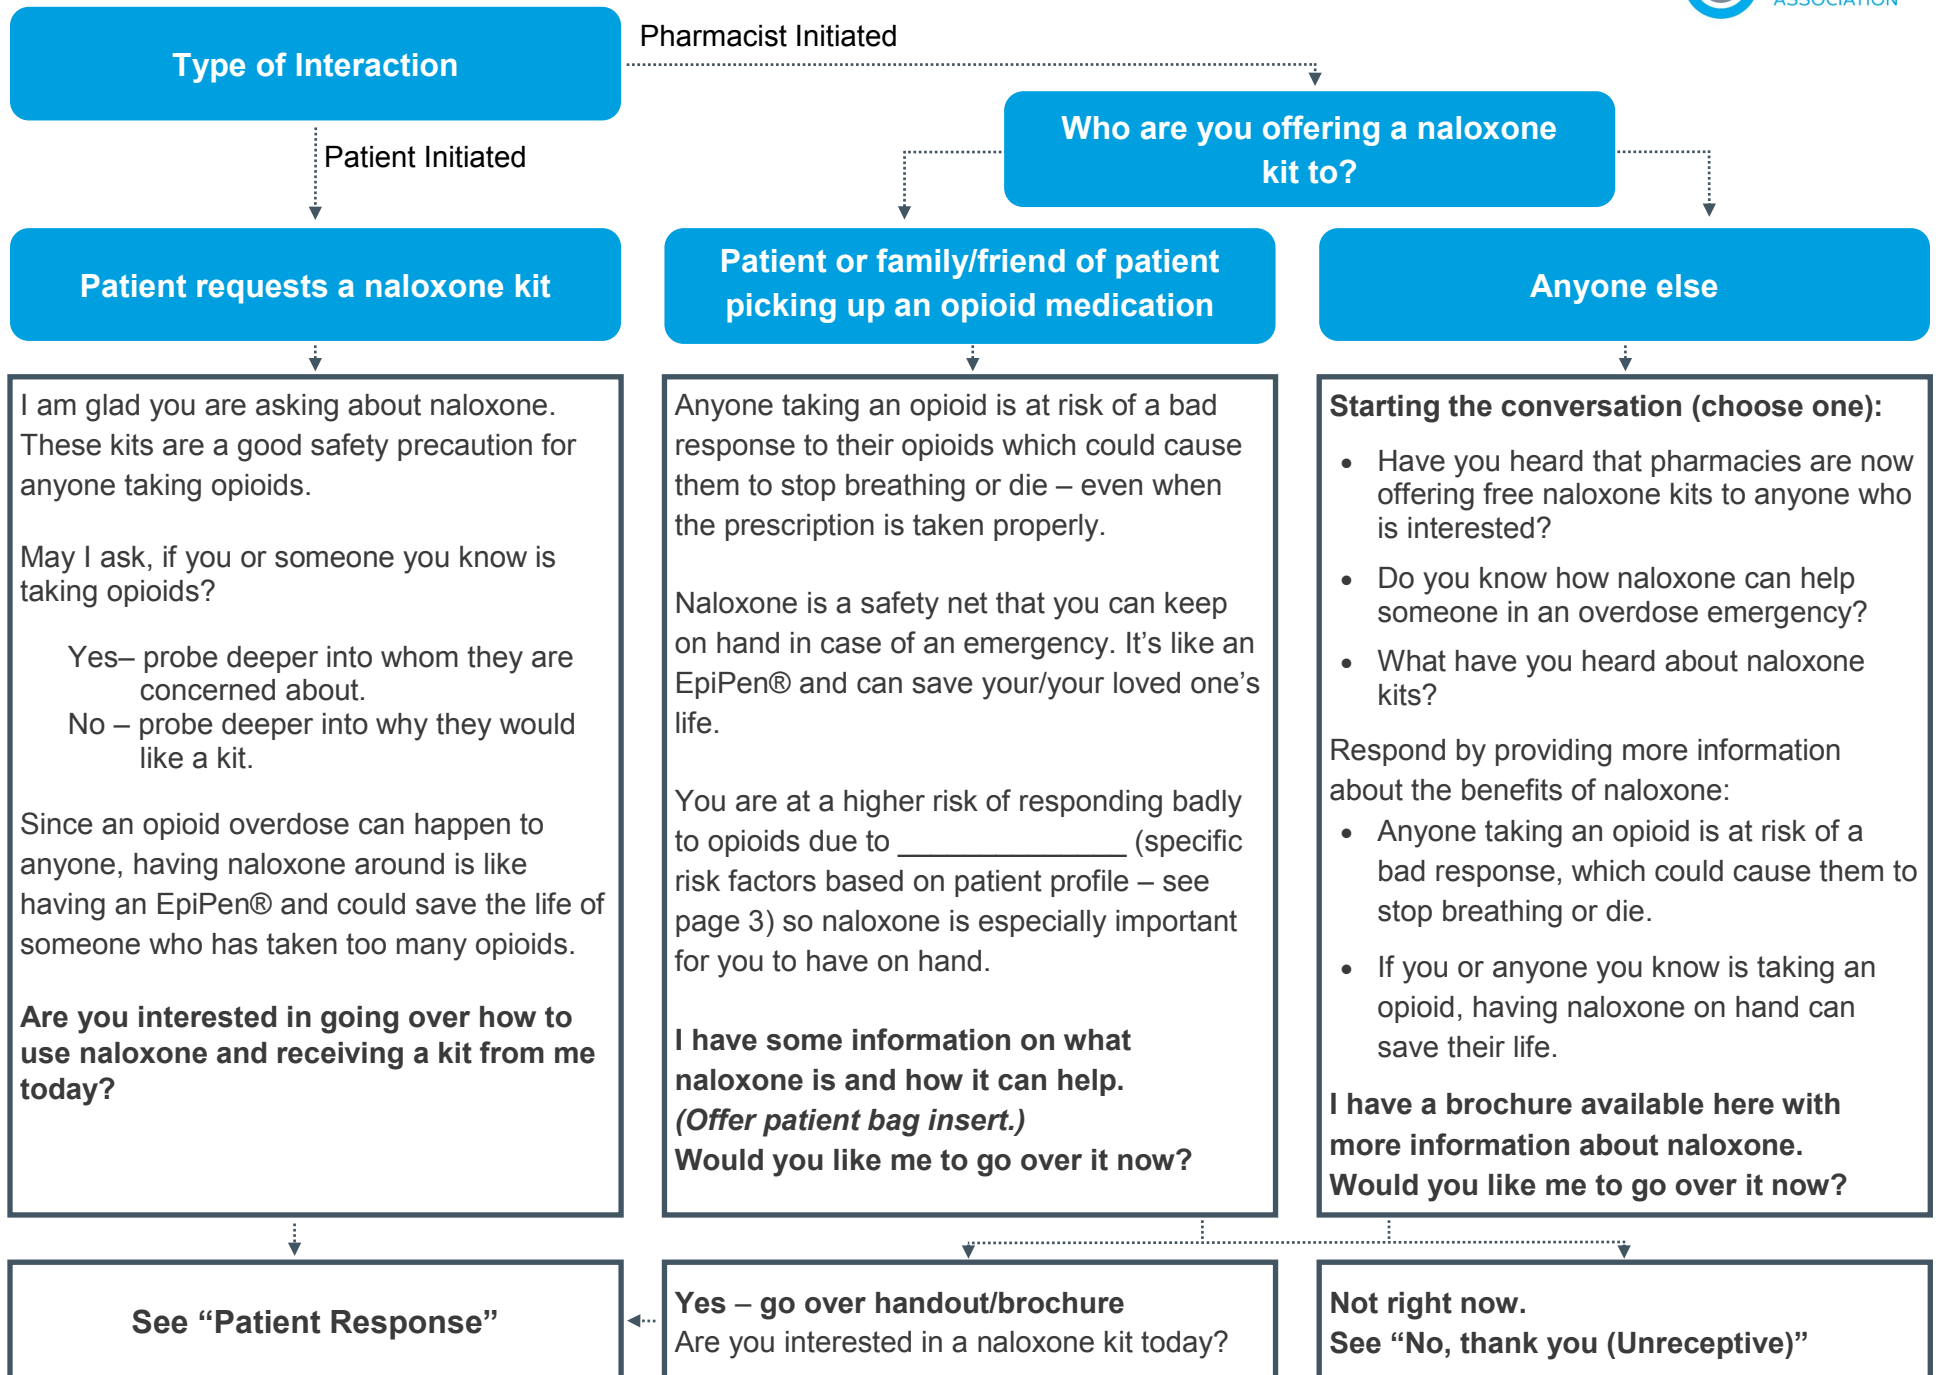 ASSOCIATION
Pharmacist Initiated
Type of Interaction
Who are you offering a naloxone
kit to?
Patient Initiated
Patient requests a naloxone kit
Patient or family/friend of patient
picking up an opioid medication
Anyone else
I am glad you are asking about naloxone.
These kits are a good safety precaution for
anyone taking opioids.
May I ask, if you or someone you know is
taking opioids?
Yes– probe deeper into whom they are
concerned about.
No – probe deeper into why they would
like a kit.
Since an opioid overdose can happen to
anyone, having naloxone around is like
having an EpiPen® and could save the life of
someone who has taken too many opioids.
Are you interested in going over how to
use naloxone and receiving a kit from me
today?
Anyone taking an opioid is at risk of a bad
response to their opioids which could cause
them to stop breathing or die – even when
the prescription is taken properly.
Naloxone is a safety net that you can keep
on hand in case of an emergency. It’s like an
EpiPen® and can save your/your loved one’s
life.
You are at a higher risk of responding badly
to opioids due to ______________ (specific
risk factors based on patient profile – see
page 3) so naloxone is especially important
for you to have on hand.
I have some information on what
naloxone is and how it can help.
(Offer patient bag insert.)
Would you like me to go over it now?
Starting the conversation (choose one):
• Have you heard that pharmacies are now
offering free naloxone kits to anyone who
is interested?
• Do you know how naloxone can help
someone in an overdose emergency?
• What have you heard about naloxone
kits?
Respond by providing more information
about the benefits of naloxone:
• Anyone taking an opioid is at risk of a
bad response, which could cause them to
stop breathing or die.
• If you or anyone you know is taking an
opioid, having naloxone on hand can
save their life.
I have a brochure available here with
more information about naloxone.
Would you like me to go over it now?
See “Patient Response”
Yes – go over handout/brochure
Are you interested in a naloxone kit today?
Not right now.
See “No, thank you (Unreceptive)”